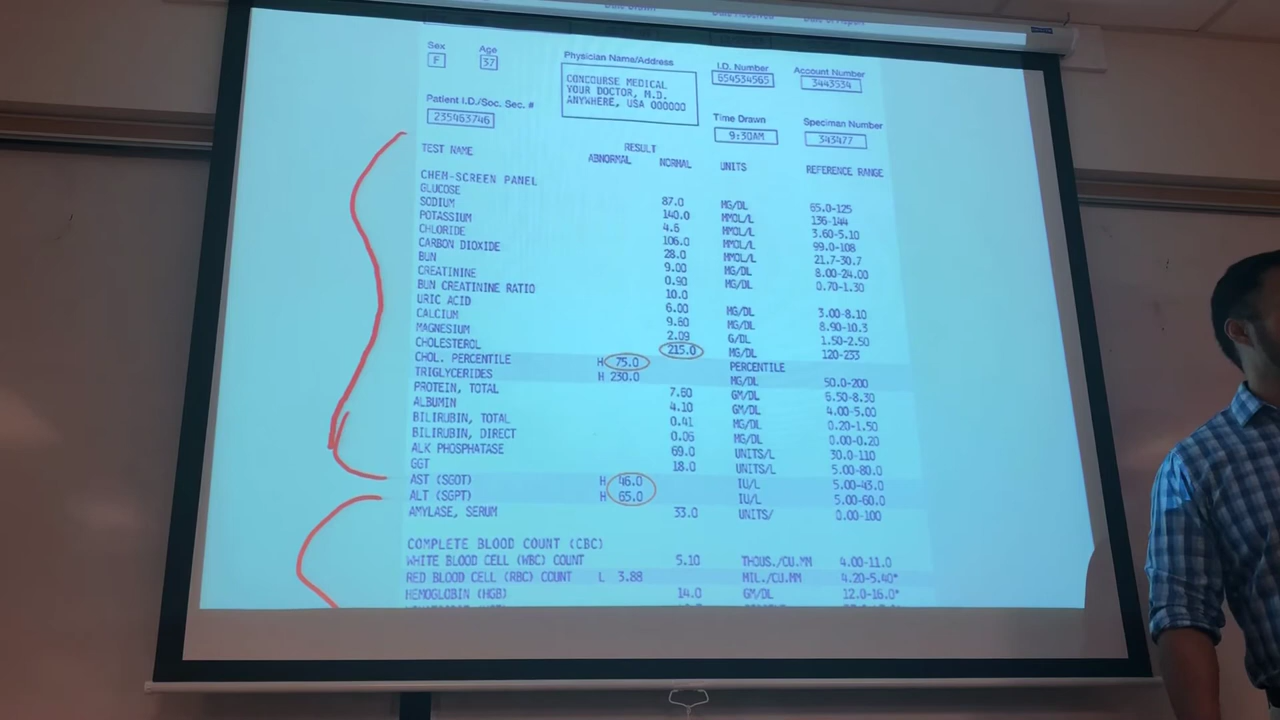 Sex Age Physician Name/Address I.D. Number Account Number
F 37 654534565 3443534
CONCOURSE MEDICAL
YOUR DOCTOR, M.D.
ANYWHERE, USA 000000
Patient I.D./Soc. Sec. # Time Drawn Speciman Number
235463746 9:30AM 343477
RESULT
TEST NAME ABNORMAL NORMAL UNITS REFERENCE RANGE
CHEM-SCREEN PANEL
GLUCOSE 87.0 MG/DL 65.0-125
SODIUM 140.0 MMOL/L 136-144
POTASSIUM 4.6 MMOL/L 3.60-5.10
CHLORIDE 106.0 MMOL/L 99.0-108
CARBON DIOXIDE 28.0 MMOL/L 21.7-30.7
BUN 9.00 MG/DL 8.00-24.00
CREATININE 0.90 MG/DL 0.70-1.30
BUN CREATININE RATIO 10.0
URIC ACID 6.00 MG/DL 3.00-8.10
CALCIUM 9.60 MG/DL 8.90-10.3
MAGNESIUM 2.09 G/DL 1.50-2.50
CHOLESTEROL 215.0 MG/DL 120-233
CHOL. PERCENTILE H 75.0 PERCENTILE
TRIGLYCERIDES H 230.0 MG/DL 50.0-200
PROTEIN, TOTAL 7.60 GM/DL 6.50-8.30
ALBUMIN 4.10 GM/DL 4.00-5.00
BILIRUBIN, TOTAL 0.41 MG/DL 0.20-1.50
BILIRUBIN, DIRECT 0.06 MG/DL 0.00-0.20
ALK PHOSPHATASE 69.0 UNITS/L 30.0-110
GGT 18.0 UNITS/L 5.00-80.0
AST (SGOT) H 46.0 IU/L 5.00-43.0
ALT (SGPT) H 65.0 IU/L 5.00-60.0
AMYLASE, SERUM 33.0 UNITS/ 0.00-100
COMPLETE BLOOD COUNT (CBC)
WHITE BLOOD CELL (WBC) COUNT 5.10 THOUS./CU.MM 4.00-11.0
RED BLOOD CELL (RBC) COUNT L 3.88 MIL./CU.MM 4.20-5.40*
HEMOGLOBIN (HGB) 14.0 GM/DL 12.0-16.0*